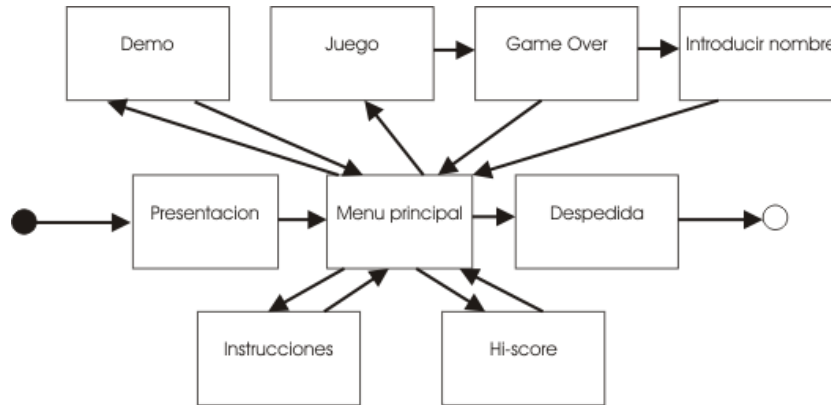 Demo
Juego
Game Over
Introducir nombre
Presentacion
Menu principal
Despedida
Instrucciones
Hi-score